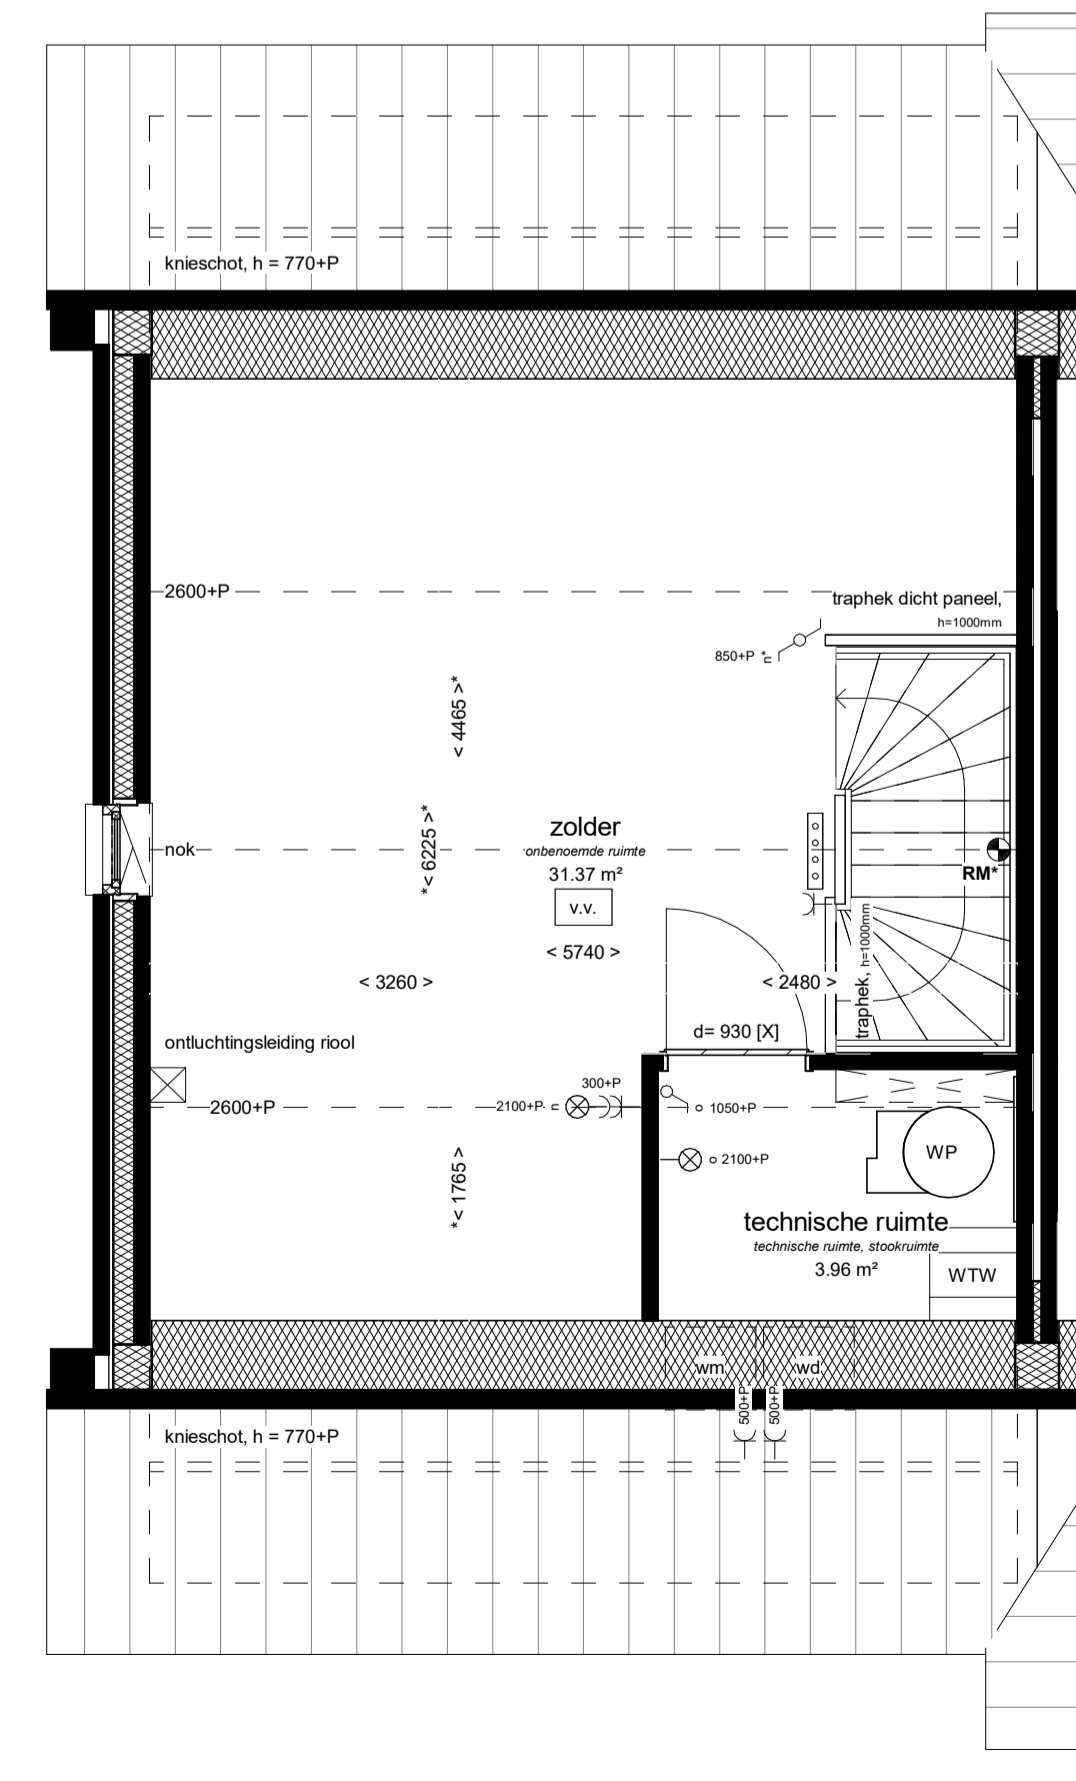 knieschot, h = 770+P
2600+P
traphek dicht paneel,
h=1000mm
850+P
< 4465 >*
*< 6225 >*
zolder
onbenoemde ruimte
31.37 m²
v.v.
nok
RM*
< 5740 >
< 3260 >
< 2480 >
traphek, h=1000mm
d= 930 [X]
ontluchtingsleiding riool
300+P
2600+P
2100+P
1050+P
2100+P
WP
*< 1765 >
technische ruimte
technische ruimte, stookruimte
3.96 m²
WTW
wm
wd
500+P
500+P
knieschot, h = 770+P